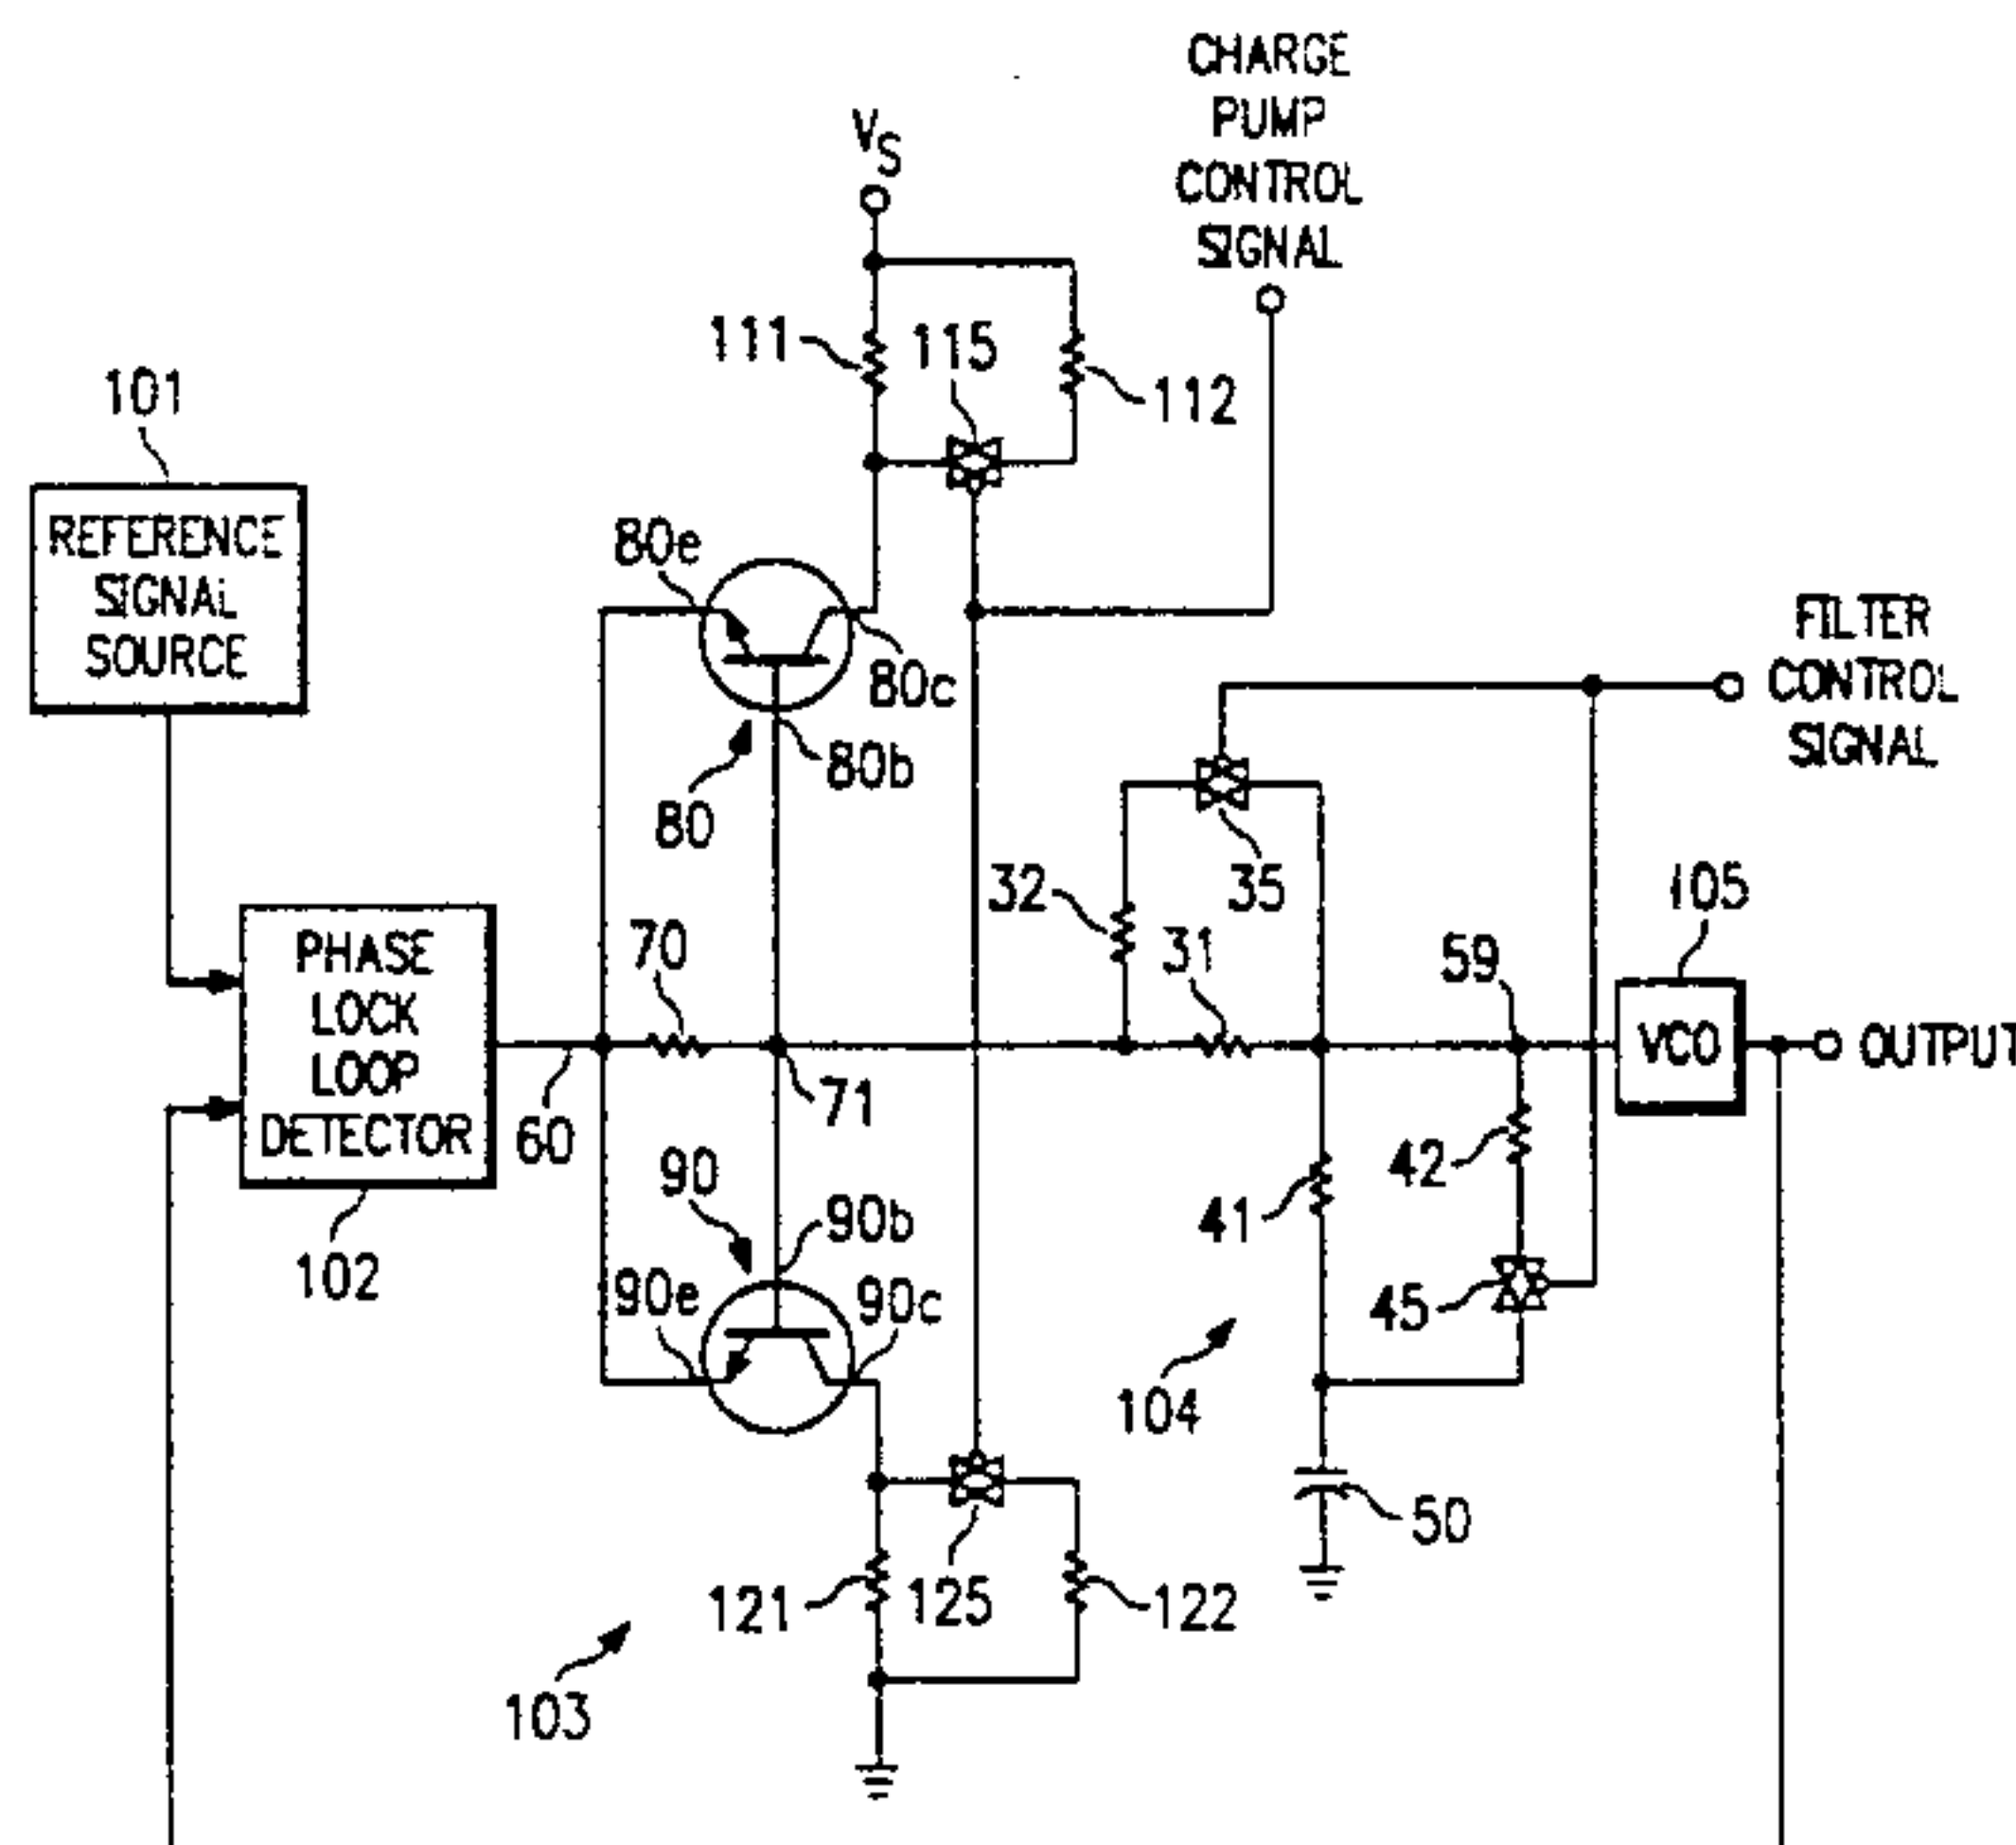 CHARGE
PUMP
CONTROL
SIGNAL
VS
111
115
112
101
REFERENCE
SIGNAL
SOURCE
80e
80c
80b
80
FILTER
CONTROL
SIGNAL
35
32
31
105
59
70
PHASE
LOCK
LOOP
DETECTOR
VCO
OUTPUT
60
71
102
90
90b
90e
90c
41
42
45
104
50
121
125
122
103